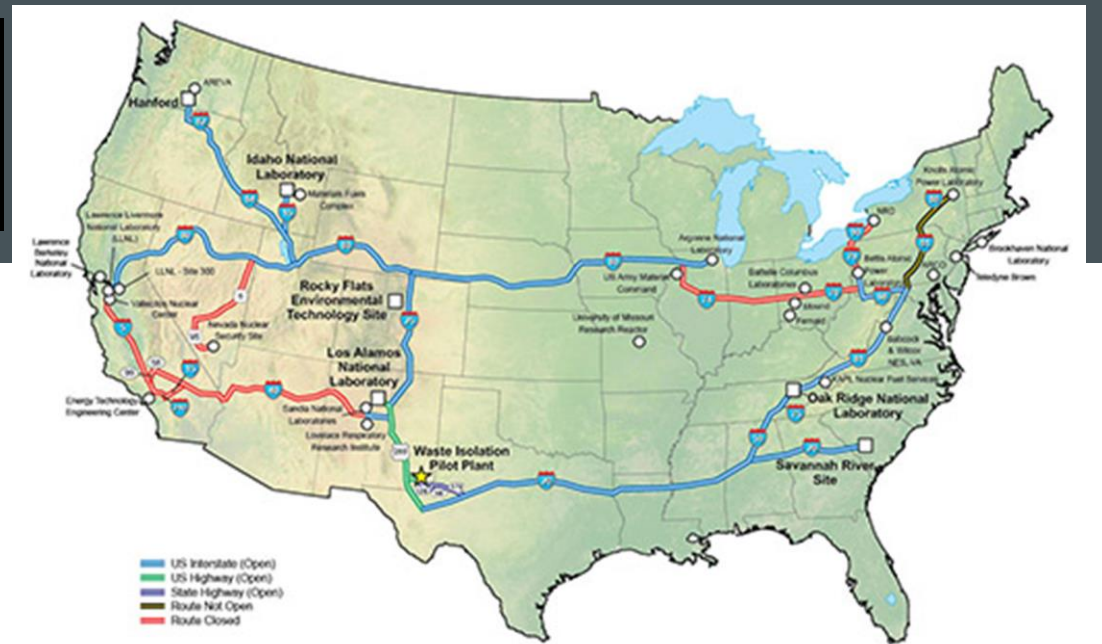 AREVA
Hanford
Idaho National
Laboratory
Materials Fuels
Complex
Lawrence Livermore
National Laboratory
(LLNL)
Lawrence
Berkeley
National
Laboratory
LLNL - Site 300
Vallecitos Nuclear
Center
Nevada Nuclear
Security Site
Energy Technology
Engineering Center
Rocky Flats
Environmental
Technology Site
Los Alamos
National
Laboratory
Sandia National
Laboratories
Lovelace Respiratory
Research Institute
Waste Isolation
Pilot Plant
285
Argonne National
Laboratory
US Army Material
Command
University of Missouri
Research Reactor
Battelle Columbus
Laboratories
Mound
Fernald
Knolls Atomic
Power Laboratory
Bettis Atomic
Power
Laboratory
Brookhaven National
Laboratory
Teledyne Brown
Babcock
& Wilcox
NES, VA
KAPL Nuclear Fuel Services
Oak Ridge National
Laboratory
Savannah River
Site
US Interstate (Open)
US Highway (Open)
State Highway (Open)
Route Not Open
Route Closed